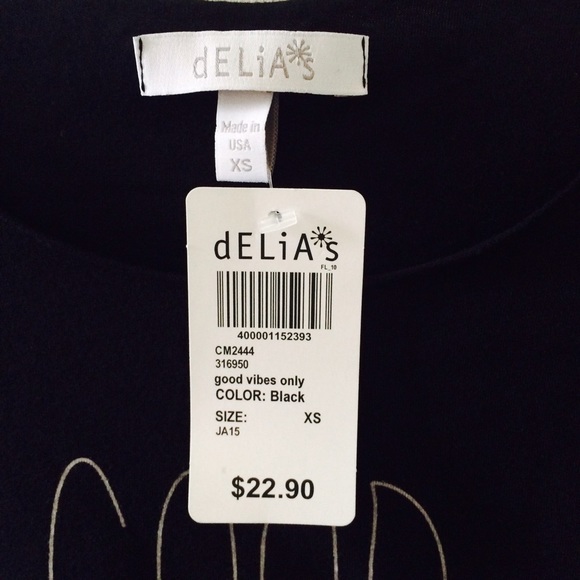 dELiA*s
Made in
USA
XS
dELiA*s
FL_10
400001152393
CM2444
316950
good vibes only
COLOR: Black
SIZE: XS
JA15
$22.90